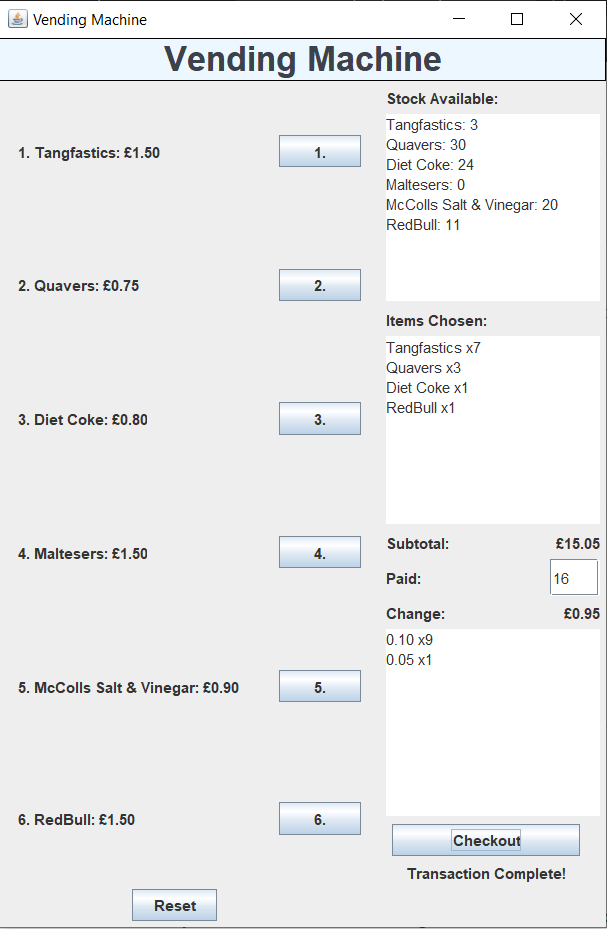 Vending Machine
Vending Machine
1. Tangfastics: £1.50
1.
2. Quavers: £0.75
2.
3. Diet Coke: £0.80
3.
4. Maltesers: £1.50
4.
5. McColls Salt & Vinegar: £0.90
5.
6. RedBull: £1.50
6.
Reset
Stock Available:
Tangfastics: 3
Quavers: 30
Diet Coke: 24
Maltesers: 0
McColls Salt & Vinegar: 20
RedBull: 11
Items Chosen:
Tangfastics x7
Quavers x3
Diet Coke x1
RedBull x1
Subtotal: £15.05
Paid: 16
Change: £0.95
0.10 x9
0.05 x1
Checkout
Transaction Complete!